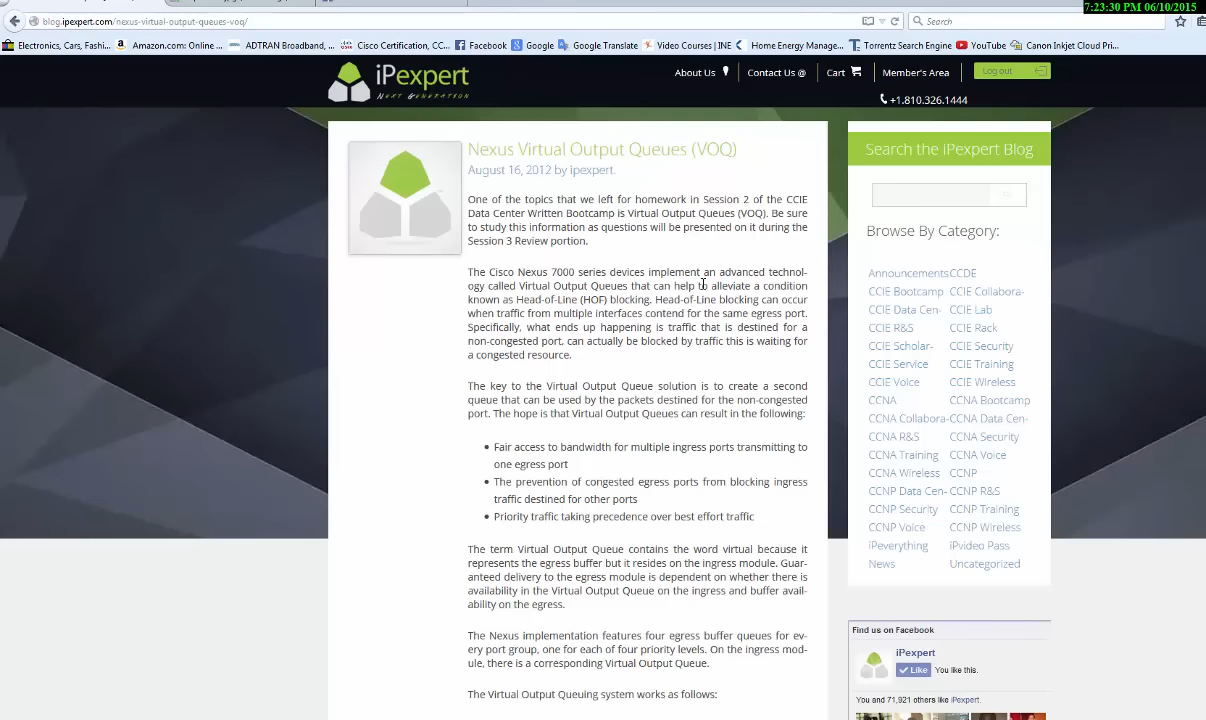 7:23:30 PM 06/10/2015
blog.ipexpert.com/nexus-virtual-output-queues-voq/
Search
Electronics, Cars, Fashi... Amazon.com: Online ... ADTRAN Broadband, ... Cisco Certification, CC... Facebook Google Google Translate Video Courses | INE Home Energy Manage... Torrentz Search Engine YouTube Canon Inkjet Cloud Pri...
iPexpert
NEXT GENERATION
About Us Contact Us @ Cart Member's Area Log out
+1.810.326.1444
Nexus Virtual Output Queues (VOQ)
August 16, 2012 by ipexpert.
One of the topics that we left for homework in Session 2 of the CCIE
Data Center Written Bootcamp is Virtual Output Queues (VOQ). Be sure
to study this information as questions will be presented on it during the
Session 3 Review portion.
The Cisco Nexus 7000 series devices implement an advanced technol-
ogy called Virtual Output Queues that can help to alleviate a condition
known as Head-of-Line (HOF) blocking. Head-of-Line blocking can occur
when traffic from multiple interfaces contend for the same egress port.
Specifically, what ends up happening is traffic that is destined for a
non-congested port, can actually be blocked by traffic this is waiting for
a congested resource.
The key to the Virtual Output Queue solution is to create a second
queue that can be used by the packets destined for the non-congested
port. The hope is that Virtual Output Queues can result in the following:
• Fair access to bandwidth for multiple ingress ports transmitting to
one egress port
• The prevention of congested egress ports from blocking ingress
traffic destined for other ports
• Priority traffic taking precedence over best effort traffic
The term Virtual Output Queue contains the word virtual because it
represents the egress buffer but it resides on the ingress module. Guar-
anteed delivery to the egress module is dependent on whether there is
availability in the Virtual Output Queue on the ingress and buffer avail-
ability on the egress.
The Nexus implementation features four egress buffer queues for ev-
ery port group, one for each of four priority levels. On the ingress mod-
ule, there is a corresponding Virtual Output Queue.
The Virtual Output Queuing system works as follows:
Search the iPexpert Blog
Browse By Category:
Announcements CCDE
CCIE Bootcamp CCIE Collabora-
CCIE Data Cen- CCIE Lab
CCIE R&S CCIE Rack
CCIE Scholar- CCIE Security
CCIE Service CCIE Training
CCIE Voice CCIE Wireless
CCNA CCNA Bootcamp
CCNA Collabora- CCNA Data Cen-
CCNA R&S CCNA Security
CCNA Training CCNA Voice
CCNA Wireless CCNP
CCNP Data Cen- CCNP R&S
CCNP Security CCNP Training
CCNP Voice CCNP Wireless
iPeverything iPvideo Pass
News Uncategorized
Find us on Facebook
iPexpert
Like You like this.
You and 71,921 others like iPexpert.